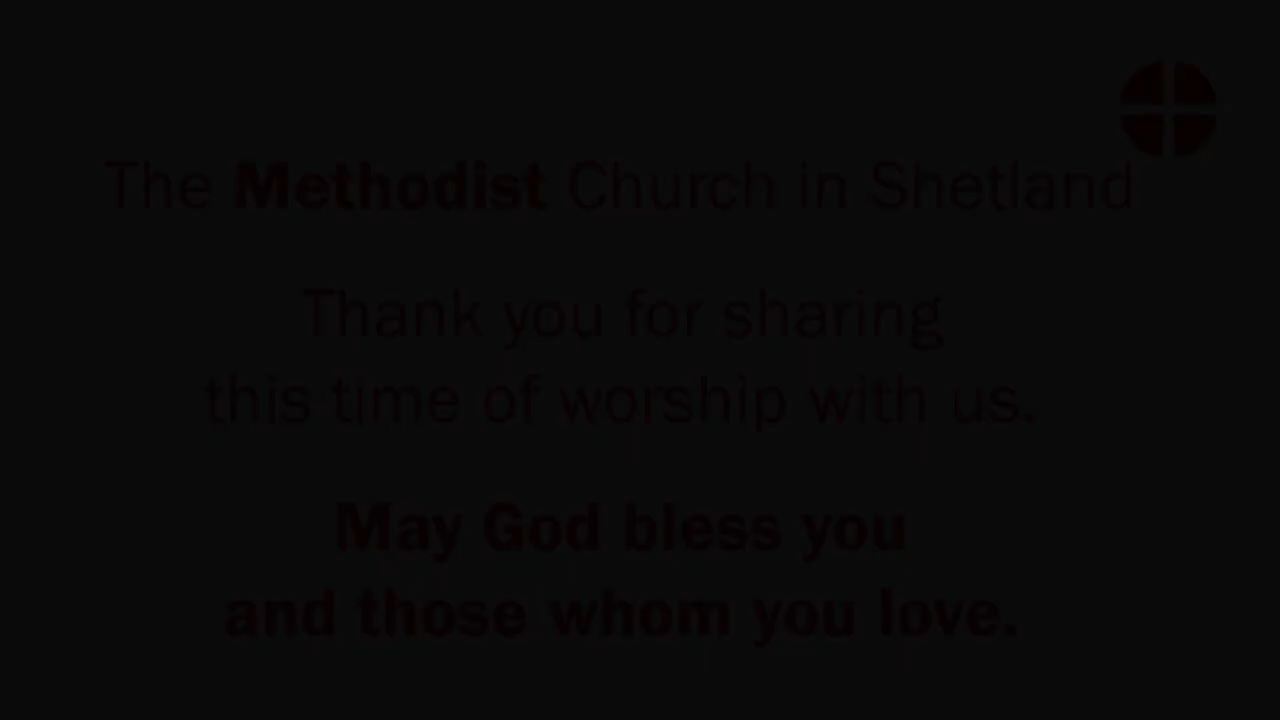 The Methodist Church in Shetland
Thank you for sharing
this time of worship with us.
May God bless you
and those whom you love.